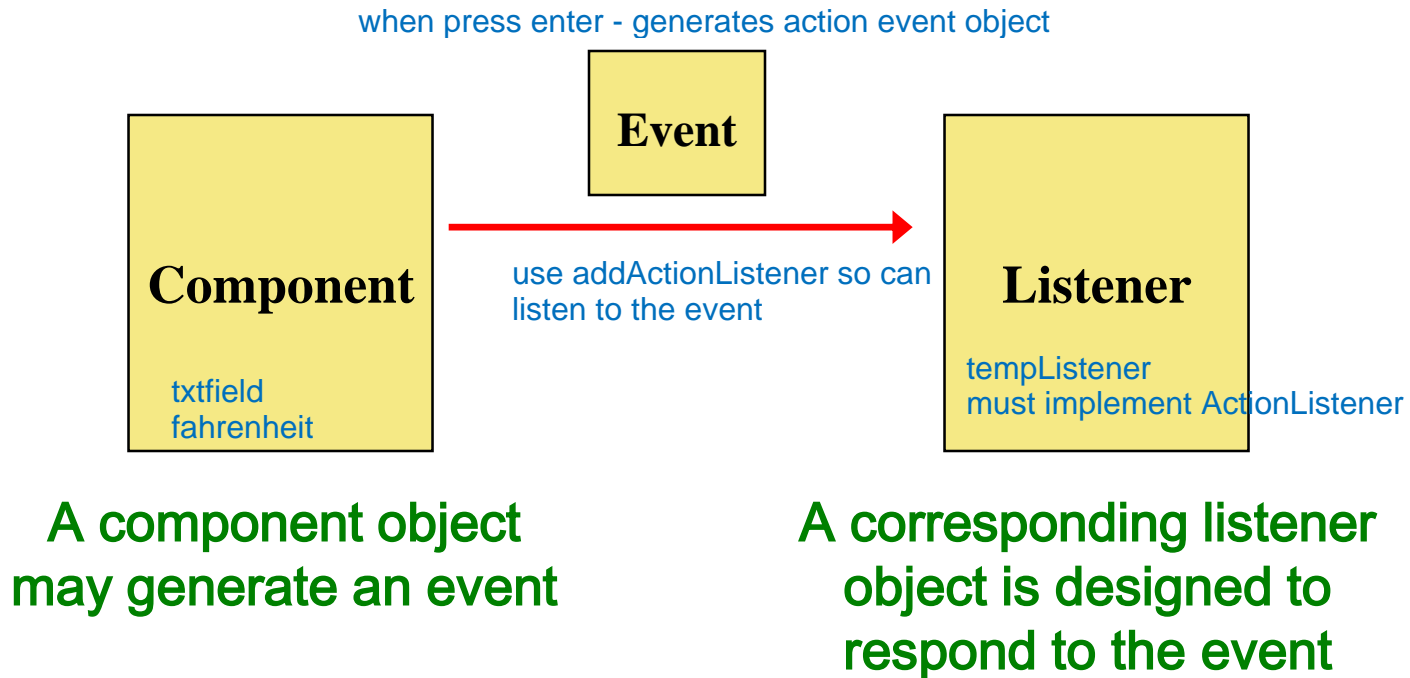 when press enter - generates action event object
Event
Component
use addActionListener so can
listen to the event
Listener
txtfield
fahrenheit
tempListener
must implement ActionListener
A component object
may generate an event
A corresponding listener
object is designed to
respond to the event